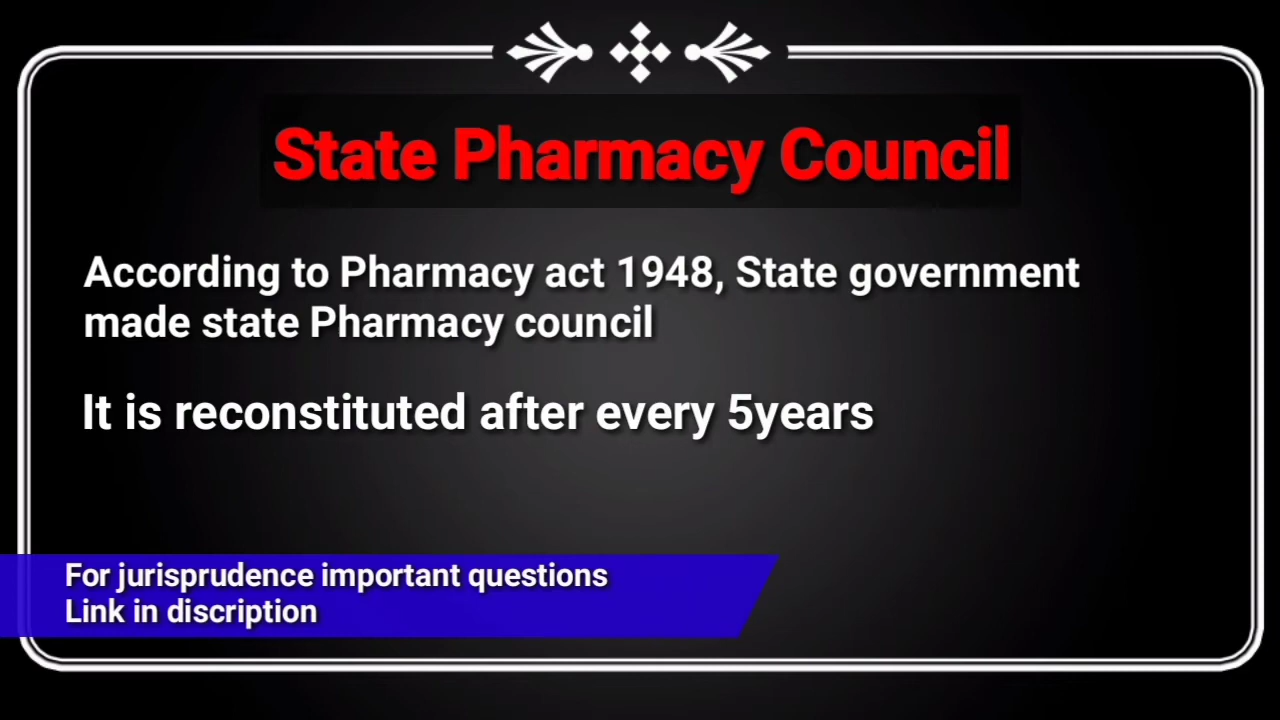 State Pharmacy Council
According to Pharmacy act 1948, State government
made state Pharmacy council
It is reconstituted after every 5years
For jurisprudence important questions
Link in discription